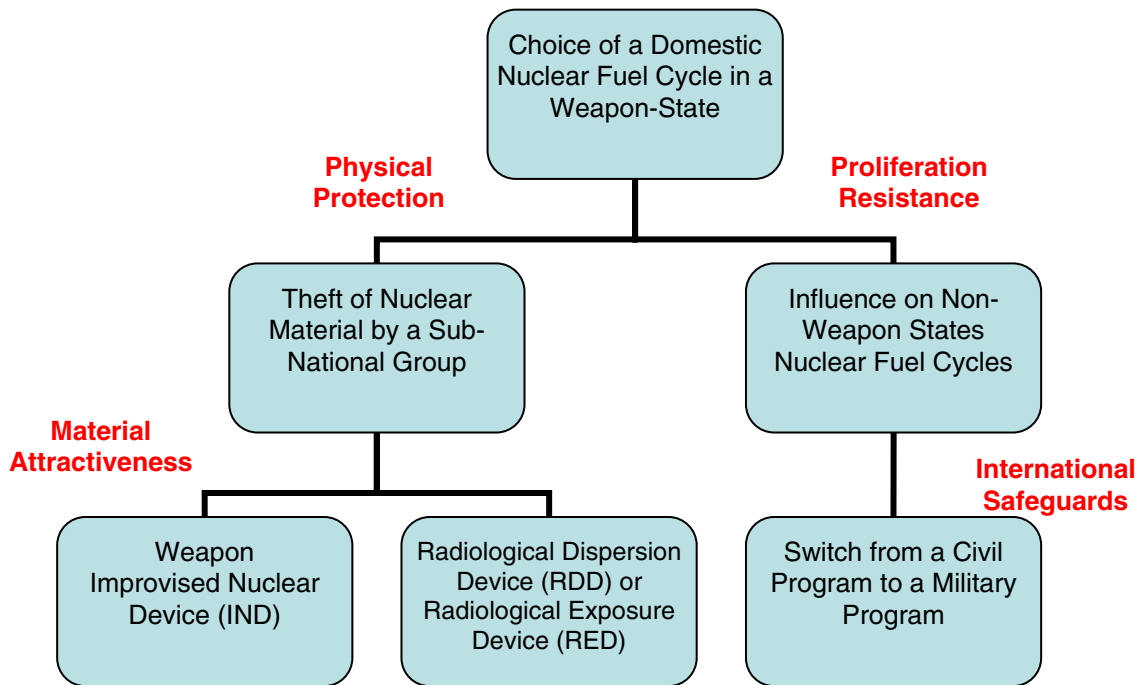 Choice of a Domestic
Nuclear Fuel Cycle in a
Weapon-State
Physical
Protection
Proliferation
Resistance
Theft of Nuclear
Material by a Sub-
National Group
Influence on Non-
Weapon States
Nuclear Fuel Cycles
Material
Attractiveness
International
Safeguards
Weapon
Improvised Nuclear
Device (IND)
Radiological Dispersion
Device (RDD) or
Radiological Exposure
Device (RED)
Switch from a Civil
Program to a Military
Program